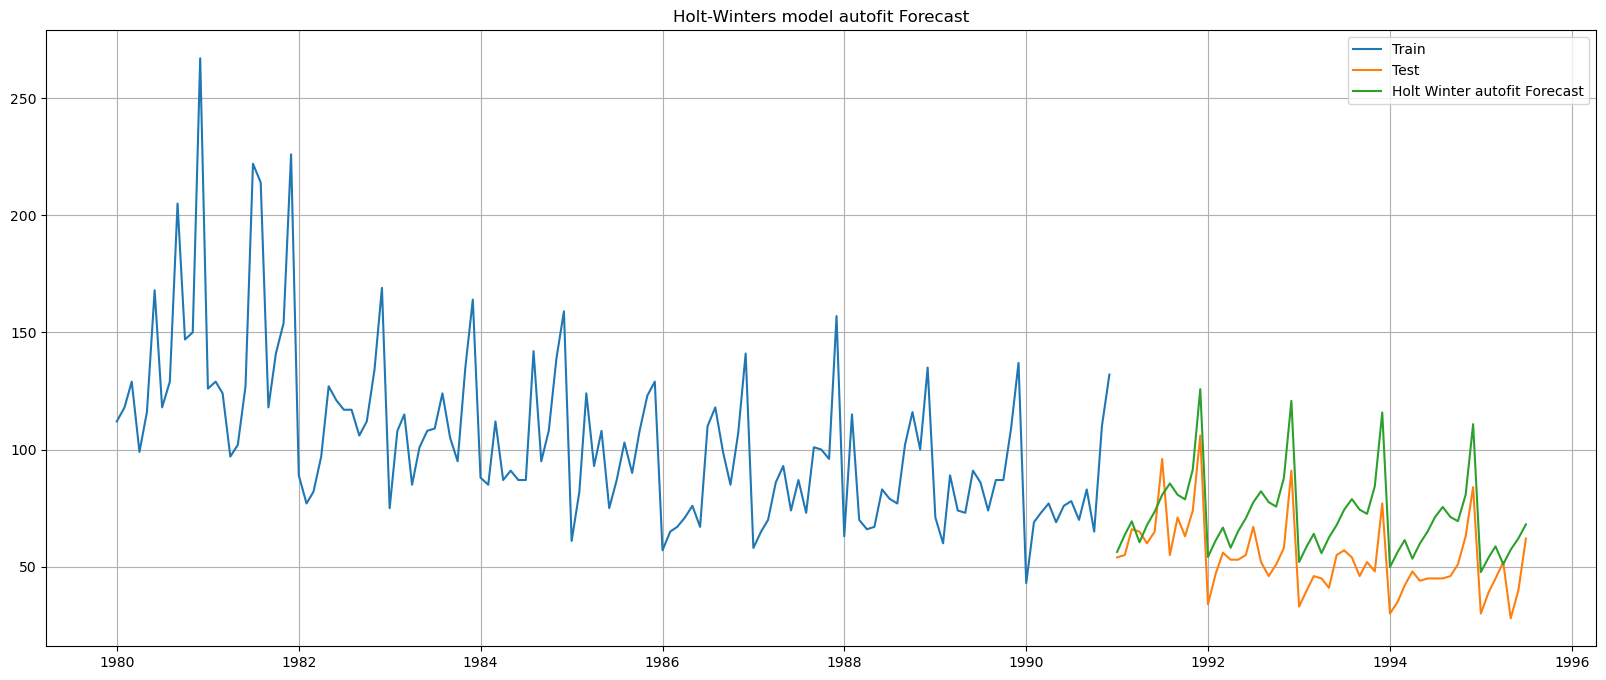 Holt-Winters model autofit Forecast
Train
Test
Holt Winter autofit Forecast
250
200
150
100
50
1980 1982 1984 1986 1988 1990 1992 1994 1996